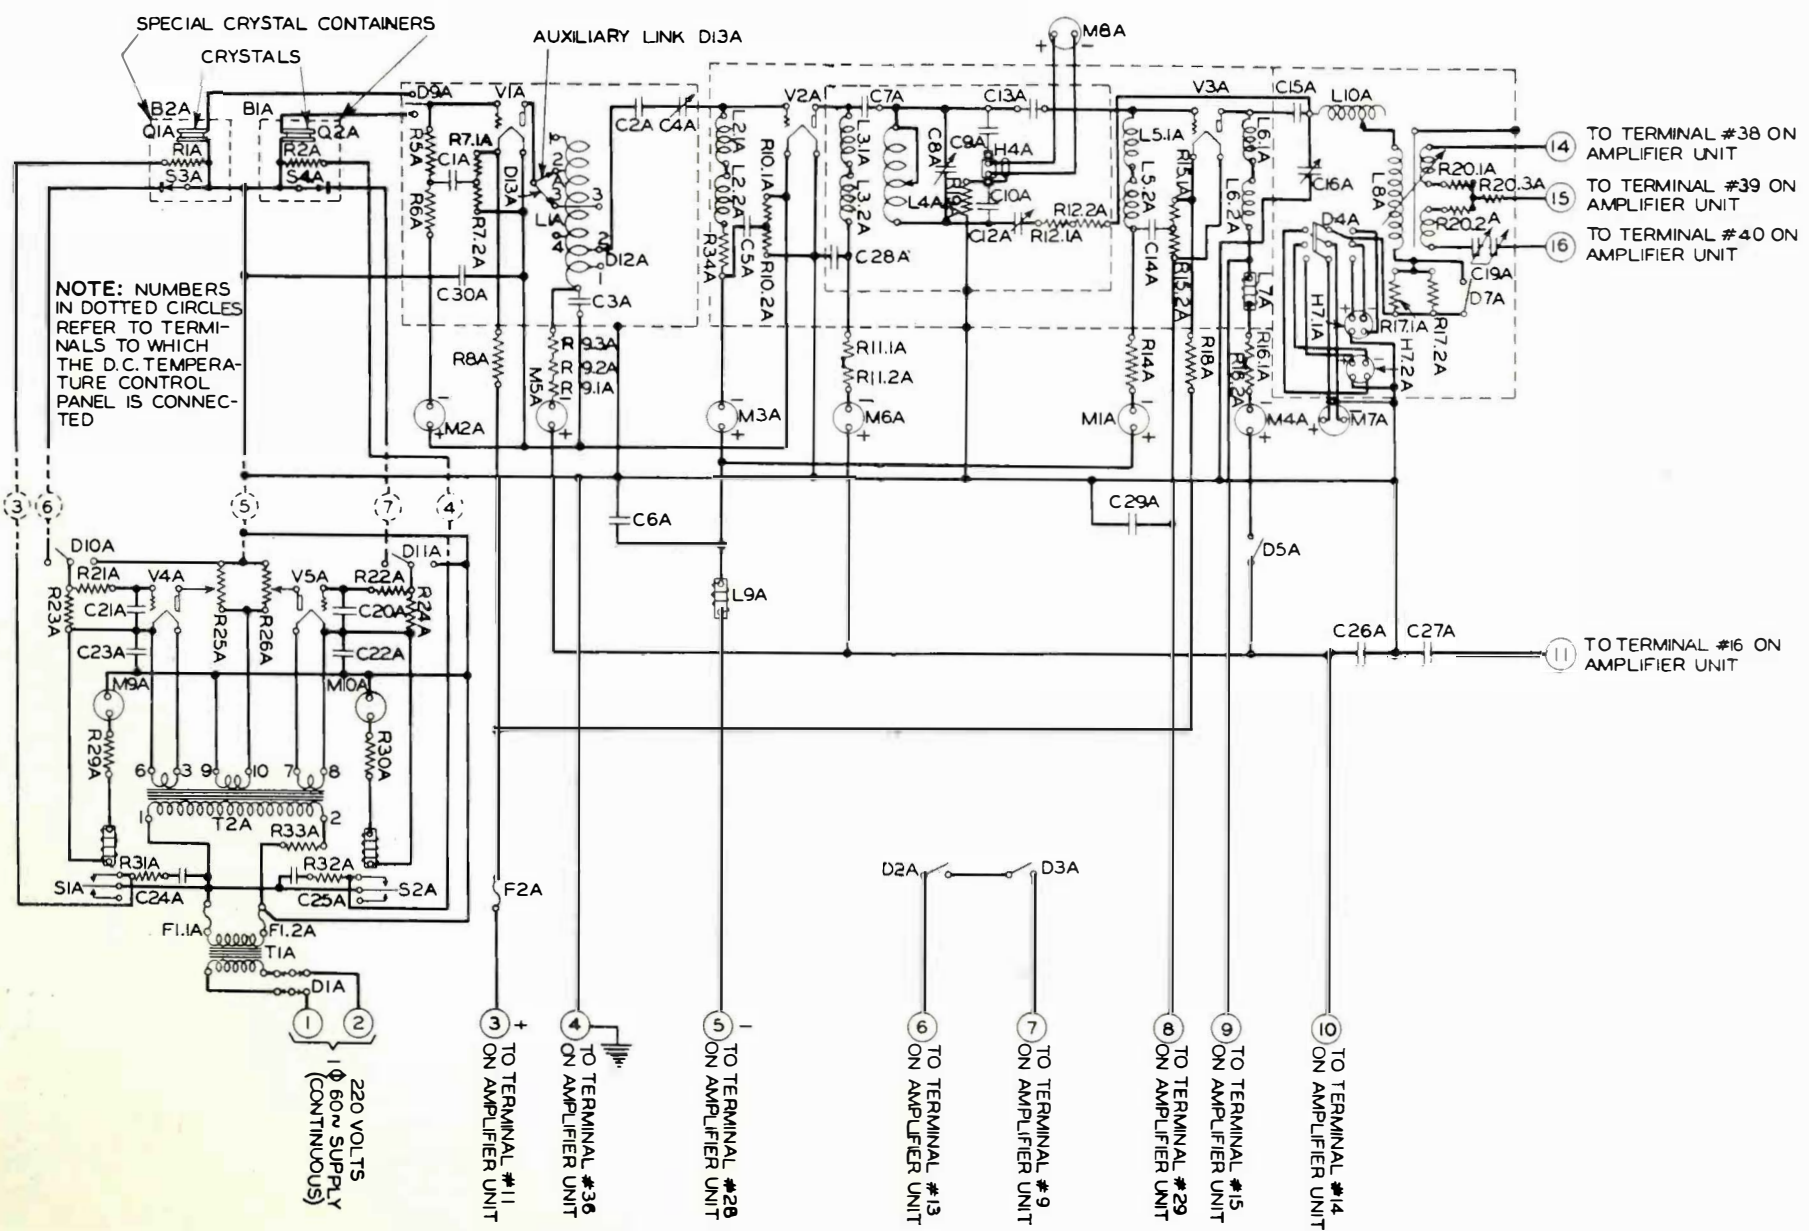 SPECIAL CRYSTAL CONTAINERS
CRYSTALS
AUXILIARY LINK D13A
M8A
+ -
B2A
B1A
Q1A
Q2A
R1A
R2A
S3A
S4A
D9A
V1A
R5A
R7.1A
C1A
R6A
R7.2A
D13A
L1A
2
3
4
5
3
2
1
D12A
C2A
C4A
C3A
C30A
L2.1A
L2.2A
R10.1A
V2A
C5A
R34A
R10.2A
L3.1A
L3.2A
C7A
C13A
C8A
C9A
H4A
L4A
R13A
C10A
C12A
R12.2A
R12.1A
C28A
L5.1A
L5.2A
V3A
R15.1A
C14A
R15.2A
L6.1A
L6.2A
C15A
L10A
C16A
L8A
R20.1A
R20.3A
R20.2A
C19A
D4A
D7A
L7A
H7.1A
R17.1A
H7.2A
R17.2A
14 TO TERMINAL #38 ON
AMPLIFIER UNIT
15 TO TERMINAL #39 ON
AMPLIFIER UNIT
16 TO TERMINAL #40 ON
AMPLIFIER UNIT
NOTE: NUMBERS
IN DOTTED CIRCLES
REFER TO TERMI-
NALS TO WHICH
THE D.C. TEMPERA-
TURE CONTROL
PANEL IS CONNEC-
TED
R8A
R9.3A
R9.2A
R9.1A
M5A
- +
M2A
- +
M3A
- +
R11.1A
R11.2A
M6A
- +
R14A
M1A
- +
R18A
R16.1A
R16.2A
M4A
- +
M7A
+ -
3
6
5
7
4
C6A
C29A
D5A
L9A
D10A
D11A
R21A
V4A
V5A
R22A
R23A
C21A
C20A
R24A
R25A
R26A
C23A
C22A
M9A
M10A
R29A
R30A
6 3 9 10 7 8
1 T2A 2
R33A
R31A
R32A
S1A
S2A
C24A
C25A
F1.1A
F1.2A
T1A
D1A
F2A
D2A
D3A
C26A
C27A
11 TO TERMINAL #16 ON
AMPLIFIER UNIT
1 2
220 VOLTS
1 Φ 60~ SUPPLY
(CONTINUOUS)
3 +
TO TERMINAL #11
ON AMPLIFIER UNIT
4
TO TERMINAL #36
ON AMPLIFIER UNIT
5 -
TO TERMINAL #28
ON AMPLIFIER UNIT
6
TO TERMINAL #13
ON AMPLIFIER UNIT
7
TO TERMINAL #9
ON AMPLIFIER UNIT
8
TO TERMINAL #29
ON AMPLIFIER UNIT
9
TO TERMINAL #15
ON AMPLIFIER UNIT
10
TO TERMINAL #14
ON AMPLIFIER UNIT